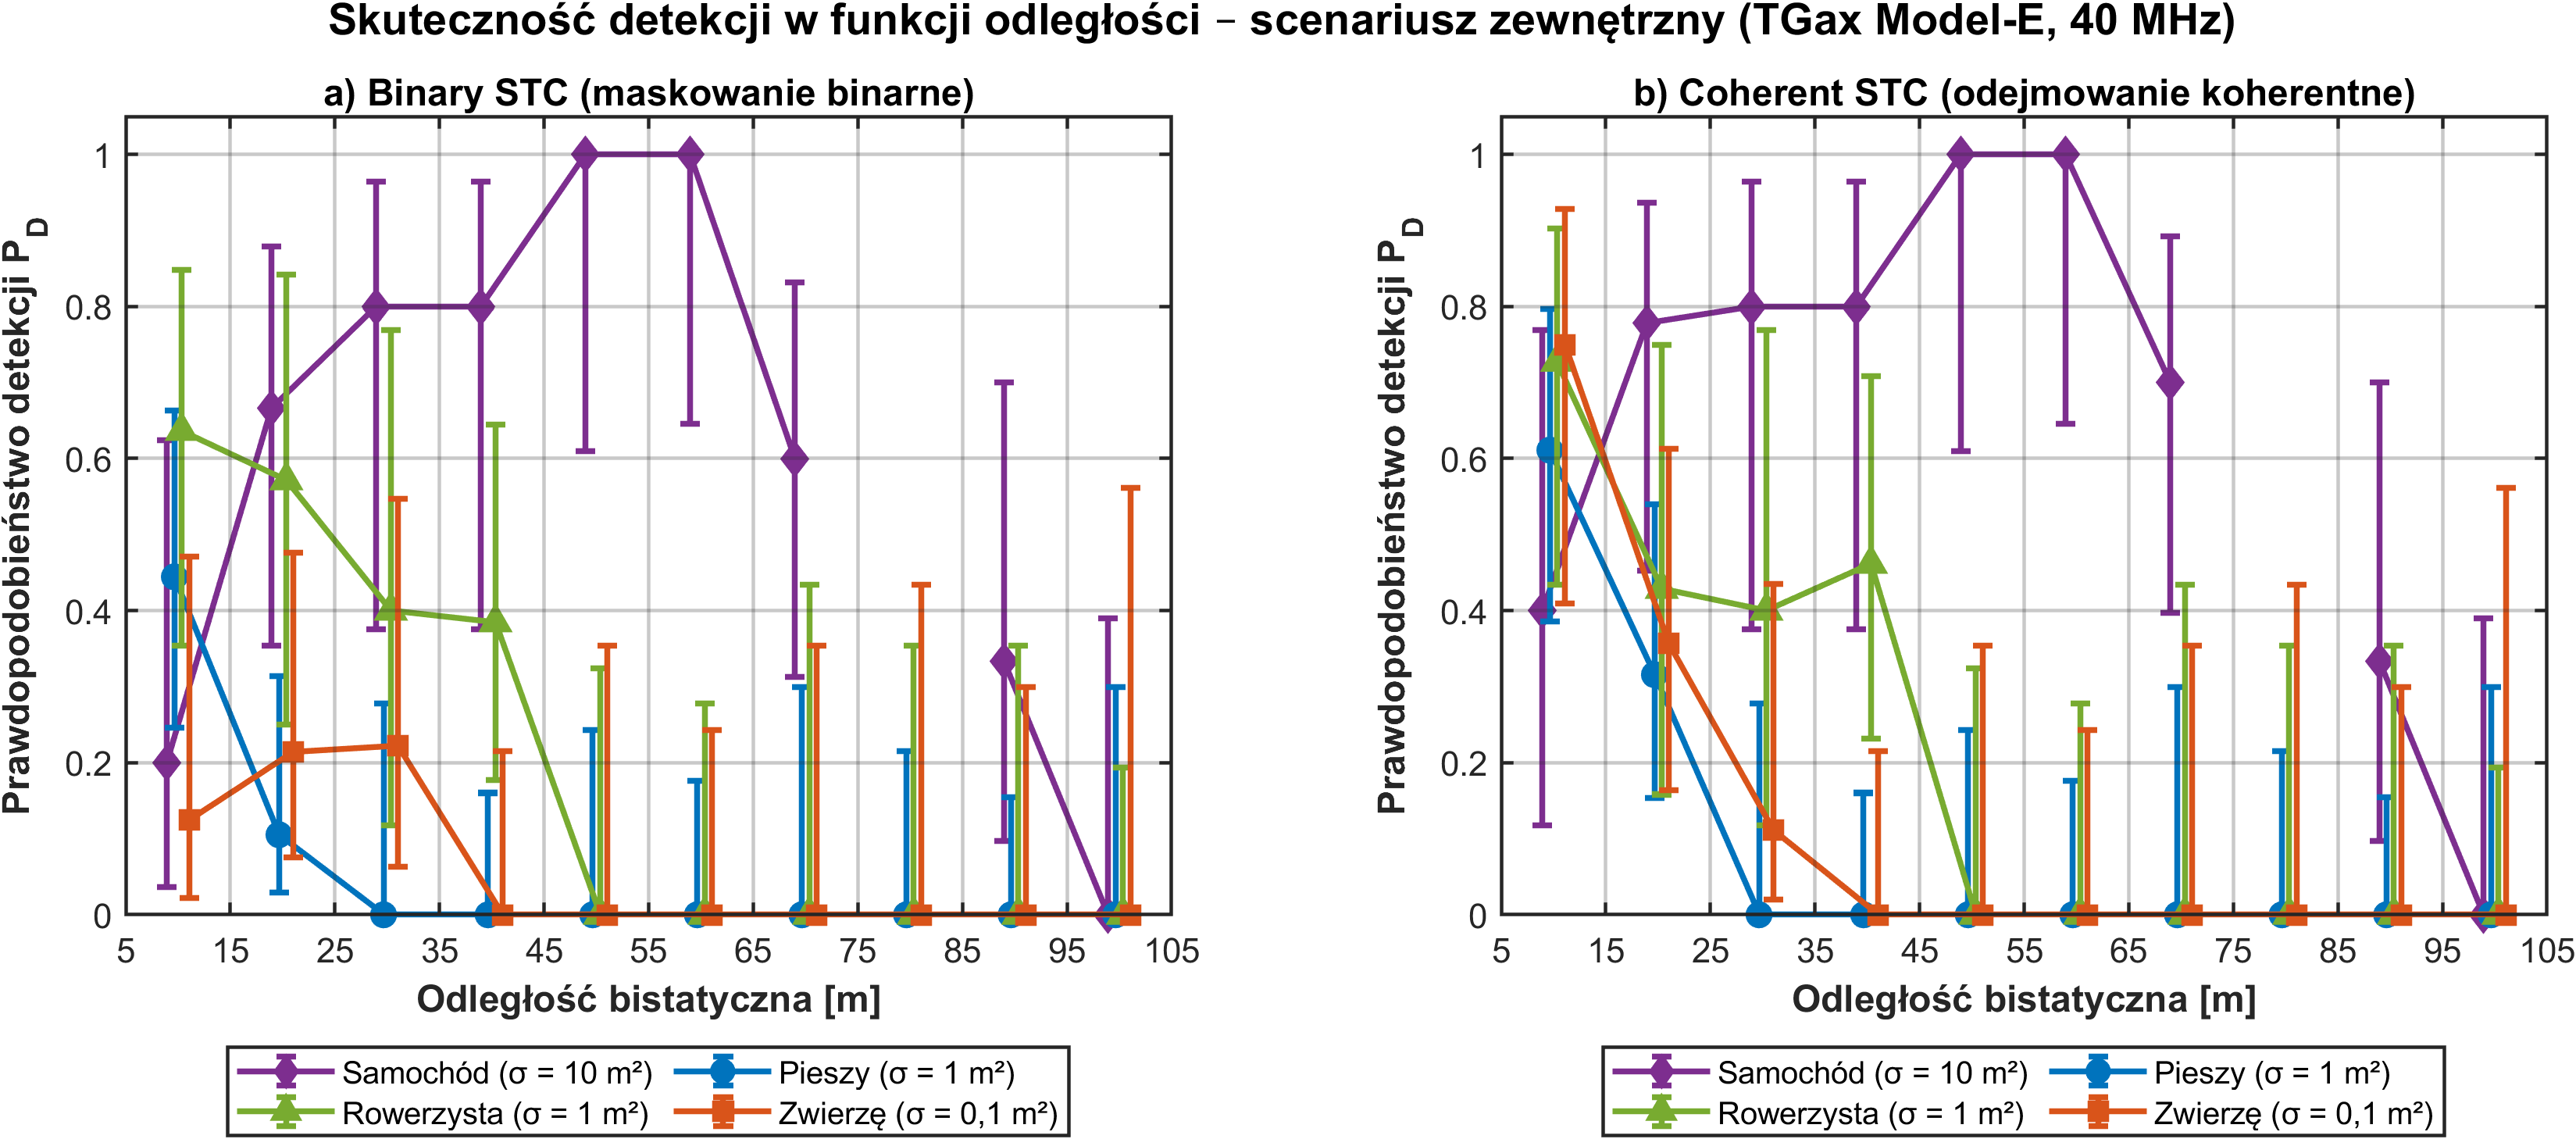 Skuteczność detekcji w funkcji odległości – scenariusz zewnętrzny (TGax Model-E, 40 MHz)
a) Binary STC (maskowanie binarne)
Prawdopodobieństwo detekcji P_D
1
0.8
0.6
0.4
0.2
0
5 15 25 35 45 55 65 75 85 95 105
Odległość bistatyczna [m]
Samochód (σ = 10 m²) Pieszy (σ = 1 m²)
Rowerzysta (σ = 1 m²) Zwierzę (σ = 0,1 m²)
b) Coherent STC (odejmowanie koherentne)
Prawdopodobieństwo detekcji P_D
1
0.8
0.6
0.4
0.2
0
5 15 25 35 45 55 65 75 85 95 105
Odległość bistatyczna [m]
Samochód (σ = 10 m²) Pieszy (σ = 1 m²)
Rowerzysta (σ = 1 m²) Zwierzę (σ = 0,1 m²)